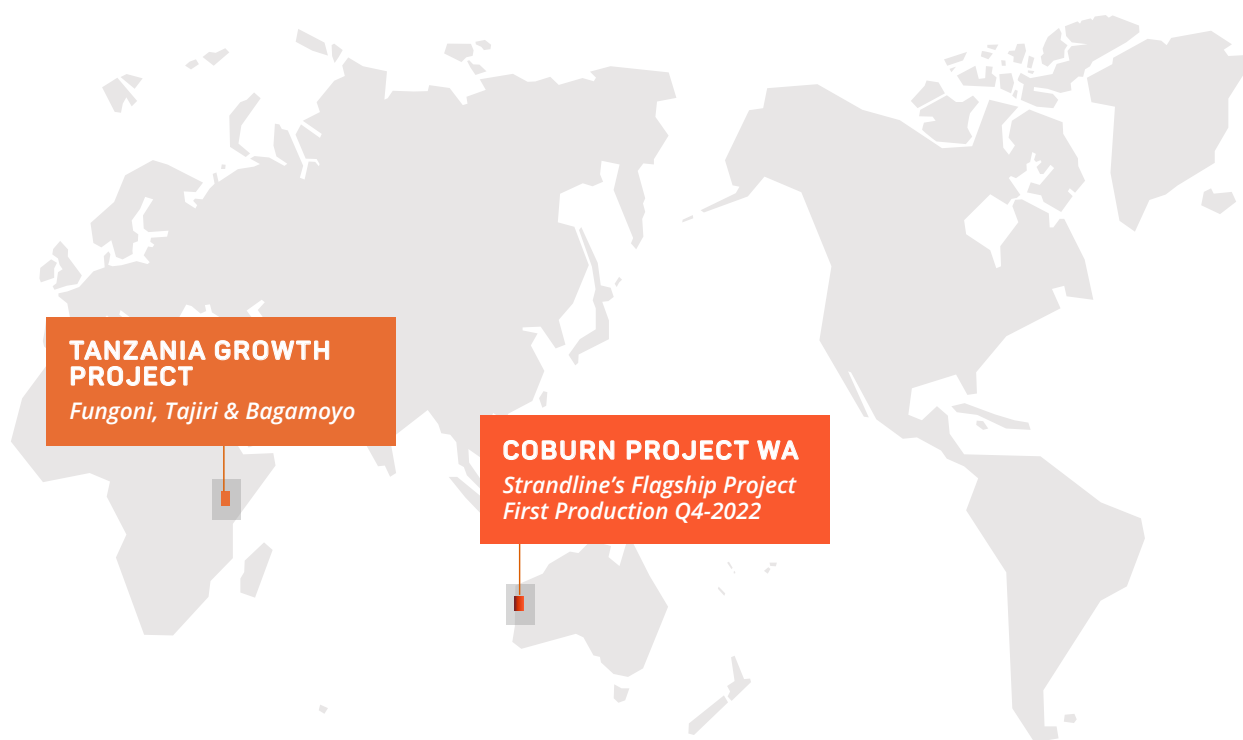 TANZANIA GROWTH
PROJECT
Fungoni, Tajiri & Bagamoyo
COBURN PROJECT WA
Strandline’s Flagship Project
First Production Q4-2022